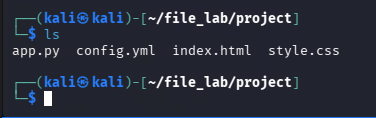 ┌──(kali㉿kali)-[~/file_lab/project]
└─$ ls
app.py  config.yml  index.html  style.css

┌──(kali㉿kali)-[~/file_lab/project]
└─$